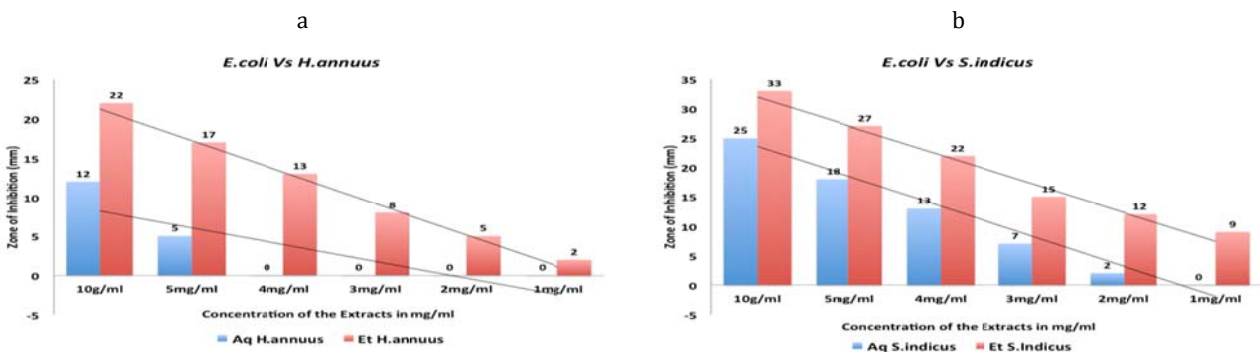 a
b
E.coli Vs H.annuus
25
20
15
10
5
0
-5
Zone of Inhibition (mm)
12
22
5
17
0
13
0
8
0
5
0
2
10g/ml
5mg/ml
4mg/ml
3mg/ml
2mg/ml
1mg/ml
Concentration of the Extracts in mg/ml
Aq H.annuus
Et H.annuus
E.coli Vs S.indicus
35
30
25
20
15
10
5
0
-5
Zone of Inhibition (mm)
25
33
18
27
13
22
7
15
2
12
0
9
10g/ml
5mg/ml
4mg/ml
3mg/ml
2mg/ml
1mg/ml
Concentration of the Extracts in mg/ml
Aq S.indicus
Et S.Indicus